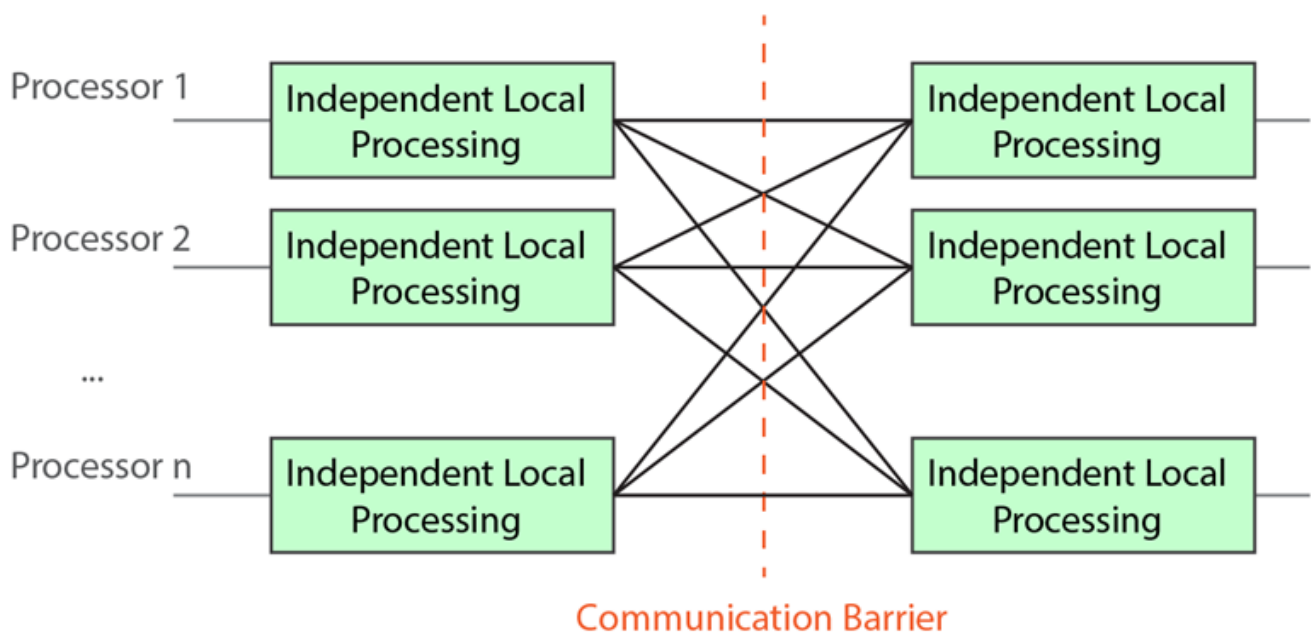 Processor 1
Independent Local
Processing
Independent Local
Processing
Processor 2
Independent Local
Processing
Independent Local
Processing
...
Processor n
Independent Local
Processing
Independent Local
Processing
Communication Barrier